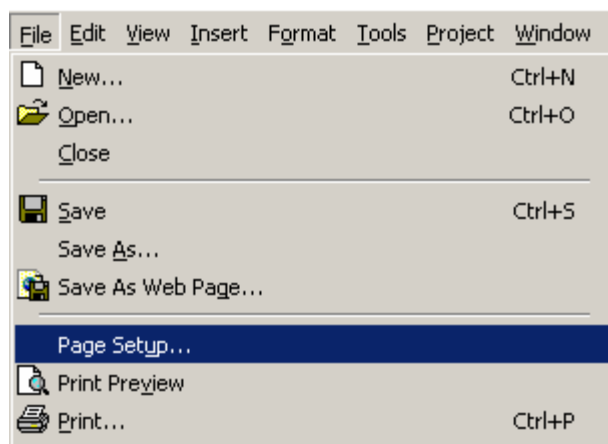 File Edit View Insert Format Tools Project Window
New... Ctrl+N
Open... Ctrl+O
Close
Save Ctrl+S
Save As...
Save As Web Page...
Page Setup...
Print Preview
Print... Ctrl+P